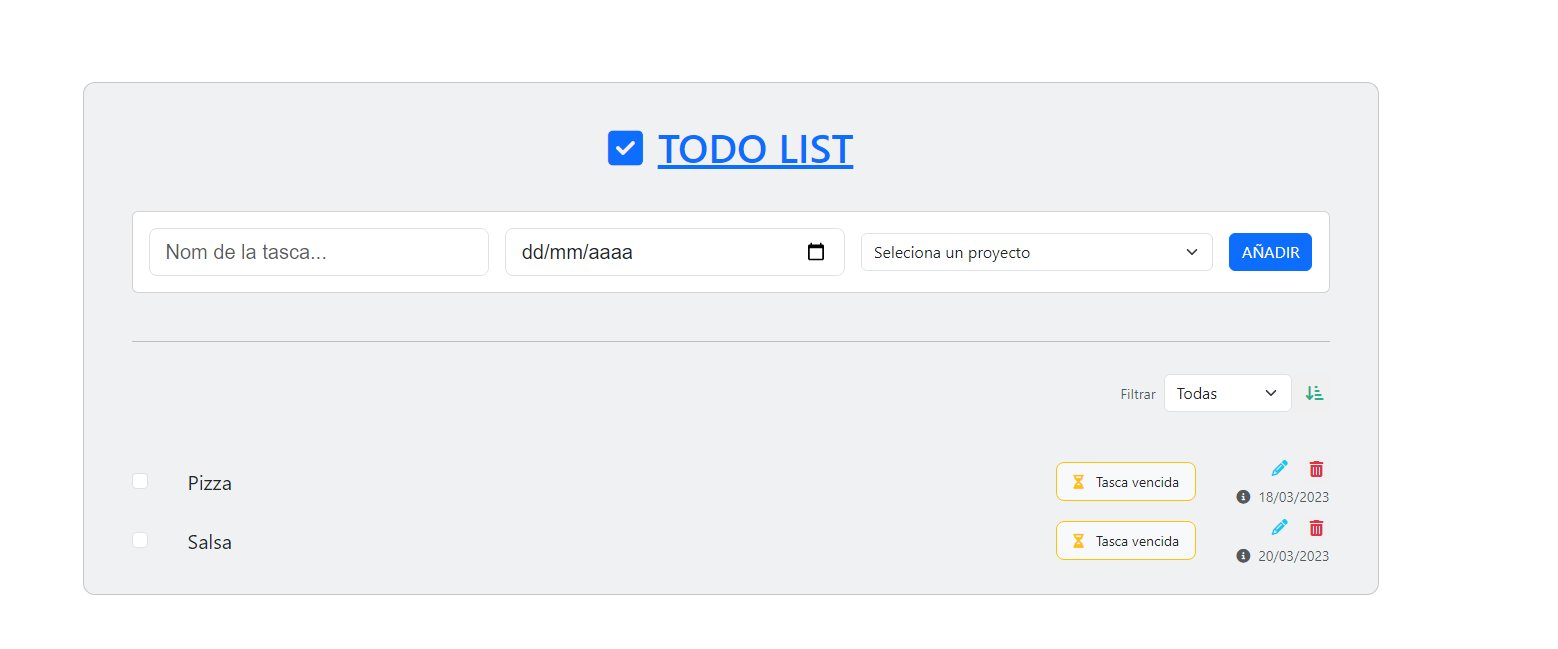 TODO LIST
Nom de la tasca...
dd/mm/aaaa
Seleciona un proyecto
AÑADIR
Filtrar
Todas
Pizza
Tasca vencida
18/03/2023
Salsa
Tasca vencida
20/03/2023